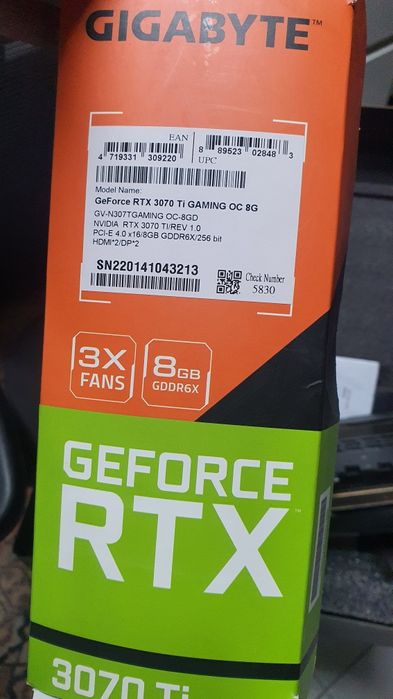 GIGABYTE™
EAN
4 719331 309220
8 89523 02848 3
UPC
Model Name:
GeForce RTX 3070 Ti GAMING OC 8G
GV-N307TGAMING OC-8GD
NVIDIA RTX 3070 TI/REV 1.0
PCI-E 4.0 x16/8GB GDDR6X/256 bit
HDMI*2/DP*2
SN220141043213
Check Number
5830
3X
FANS
8GB
GDDR6X
GEFORCE
RTX™
3070 Ti